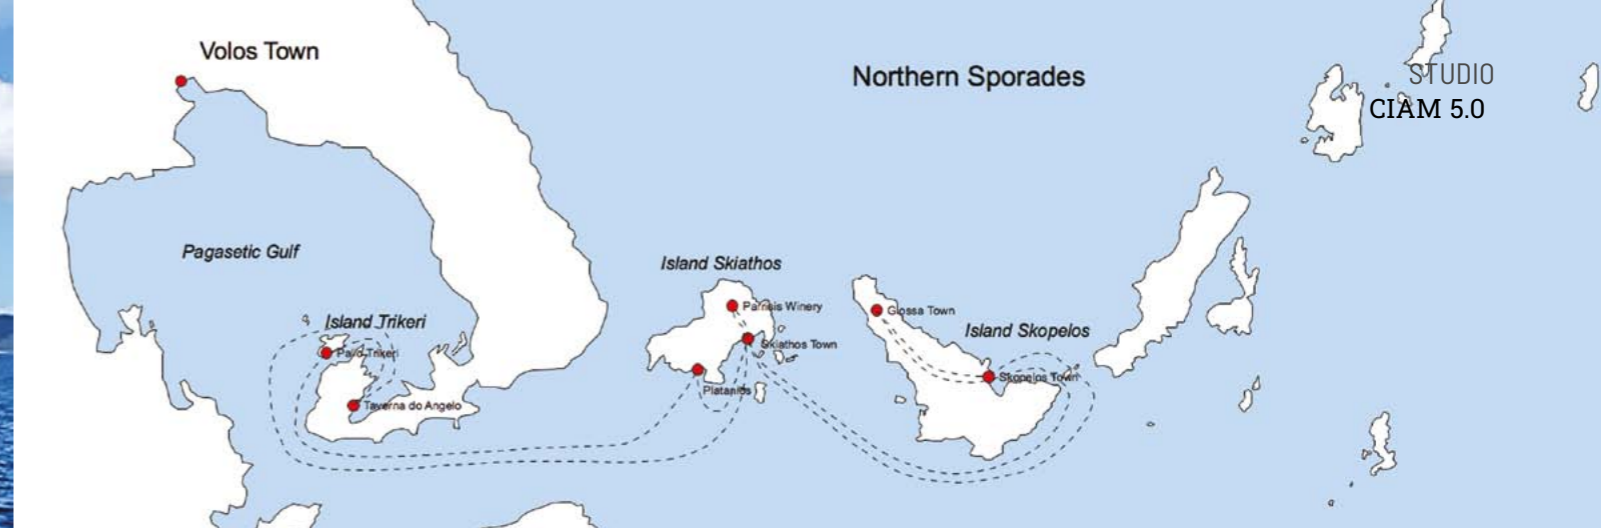 Volos Town
Northern Sporades
STUDIO
CIAM 5.0
Pagasetic Gulf
Island Skiathos
Parissis Winery
Glossa Town
Island Trikeri
Island Skopelos
Skiathos Town
Palio Trikeri
Platanias
Skopelos Town
Taverna do Angelo